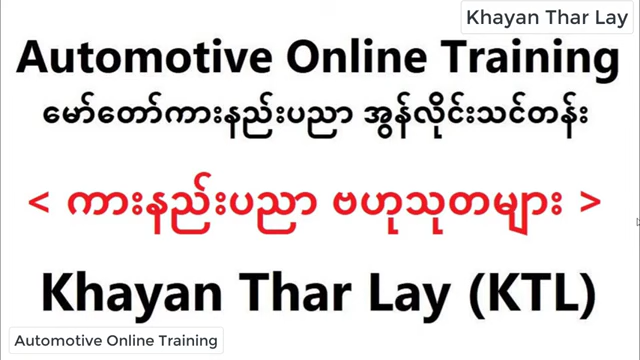 Khayan Thar Lay
Automotive Online Training
မော်တော်ကားနည်းပညာ အွန်လိုင်းသင်တန်း
< ကားနည်းပညာ ဗဟုသုတများ >
Khayan Thar Lay (KTL)
Automotive Online Training